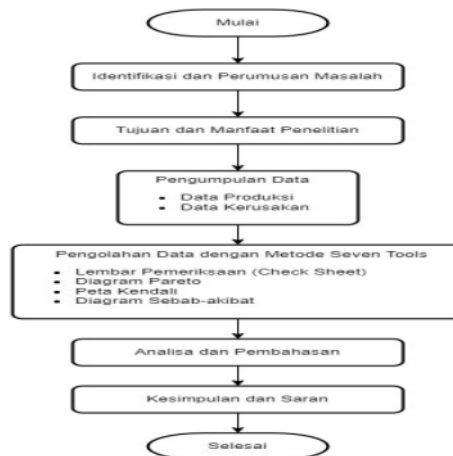 Mulai
Identifikasi dan Perumusan Masalah
Tujuan dan Manfaat Penelitian
Pengumpulan Data
• Data Produksi
• Data Kerusakan
Pengolahan Data dengan Metode Seven Tools
• Lembar Pemeriksaan (Check Sheet)
• Diagram Pareto
• Peta Kendali
• Diagram Sebab-akibat
Analisa dan Pembahasan
Kesimpulan dan Saran
Selesai